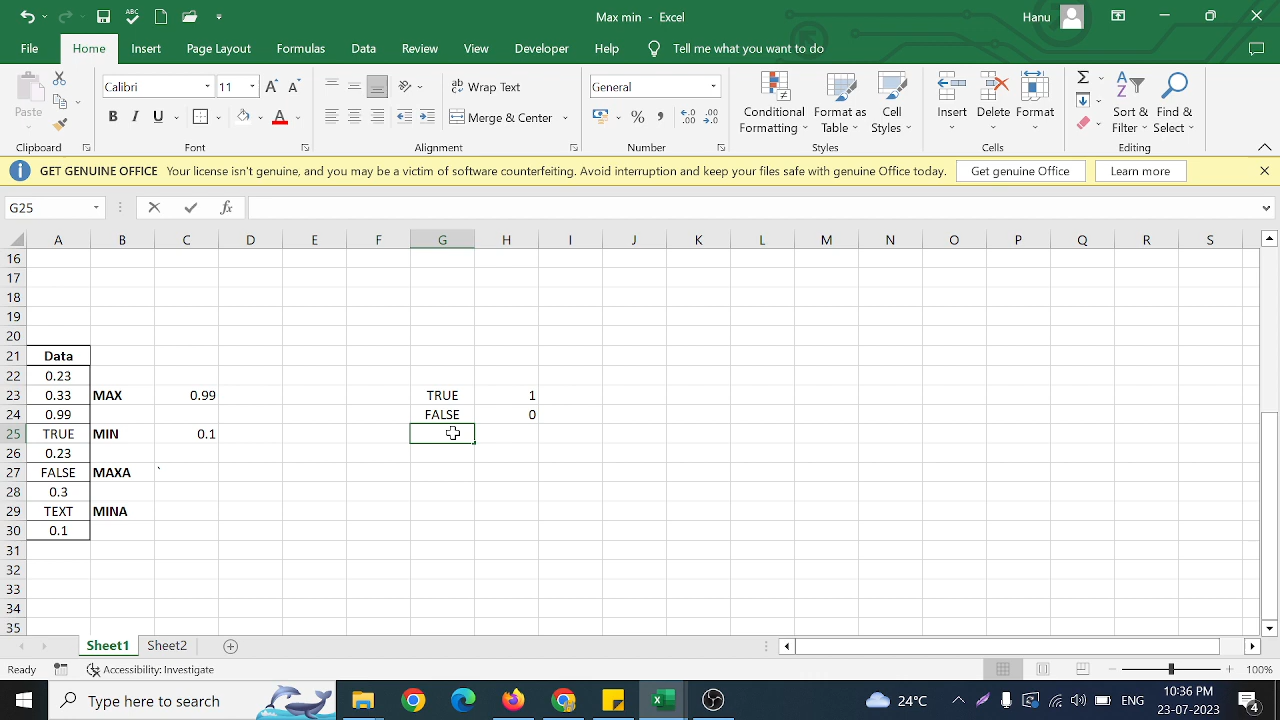 Max min - Excel
Hanu
File Home Insert Page Layout Formulas Data Review View Developer Help Tell me what you want to do
Calibri 11 Wrap Text General
Paste Merge & Center Conditional Formatting Format as Table Cell Styles Insert Delete Format Sort & Filter Find & Select
Clipboard Font Alignment Number Styles Cells Editing
GET GENUINE OFFICE Your license isn't genuine, and you may be a victim of software counterfeiting. Avoid interruption and keep your files safe with genuine Office today. Get genuine Office Learn more
G25 fx
A B C D E F G H I J K L M N O P Q R S
16
17
18
19
20
21 Data
22 0.23
23 0.33 MAX 0.99 TRUE 1
24 0.99 FALSE 0
25 TRUE MIN 0.1
26 0.23
27 FALSE MAXA `
28 0.3
29 TEXT MINA
30 0.1
31
32
33
34
35
Sheet1 Sheet2
Ready Accessibility: Investigate 100%
Type here to search 24°C ENG
23-07-2023 4